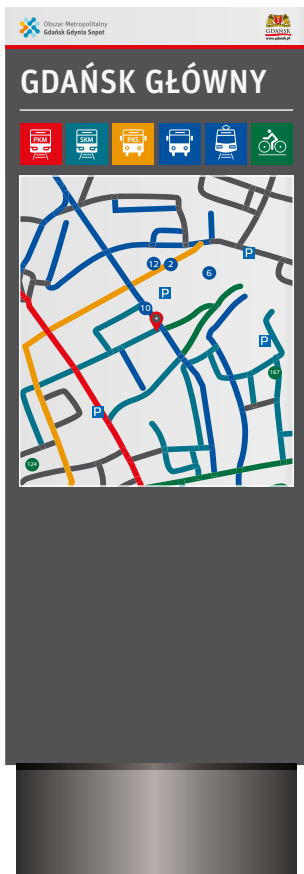 Obszar Metropolitalny
Gdańsk Gdynia Sopot
GDAŃSK
www.gdansk.pl
GDAŃSK GŁÓWNY
PKM
SKM
PKS
P
12
2
6
P
10
P
167
P
124